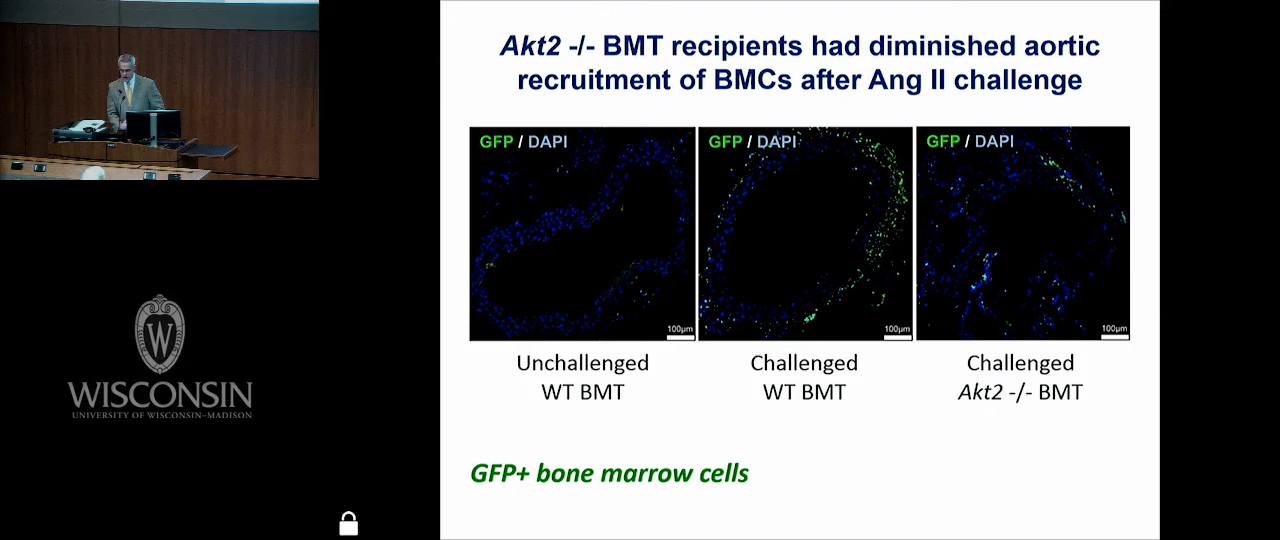 Akt2 -/- BMT recipients had diminished aortic
recruitment of BMCs after Ang II challenge
GFP / DAPI
GFP / DAPI
GFP / DAPI
100µm
100µm
100µm
Unchallenged
WT BMT
Challenged
WT BMT
Challenged
Akt2 -/- BMT
GFP+ bone marrow cells
W
WISCONSIN
UNIVERSITY OF WISCONSIN–MADISON